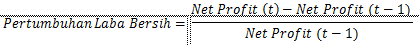 Pertumbuhan Laba Bersih = Net Profit (t) − Net Profit (t − 1)
Net Profit (t − 1)